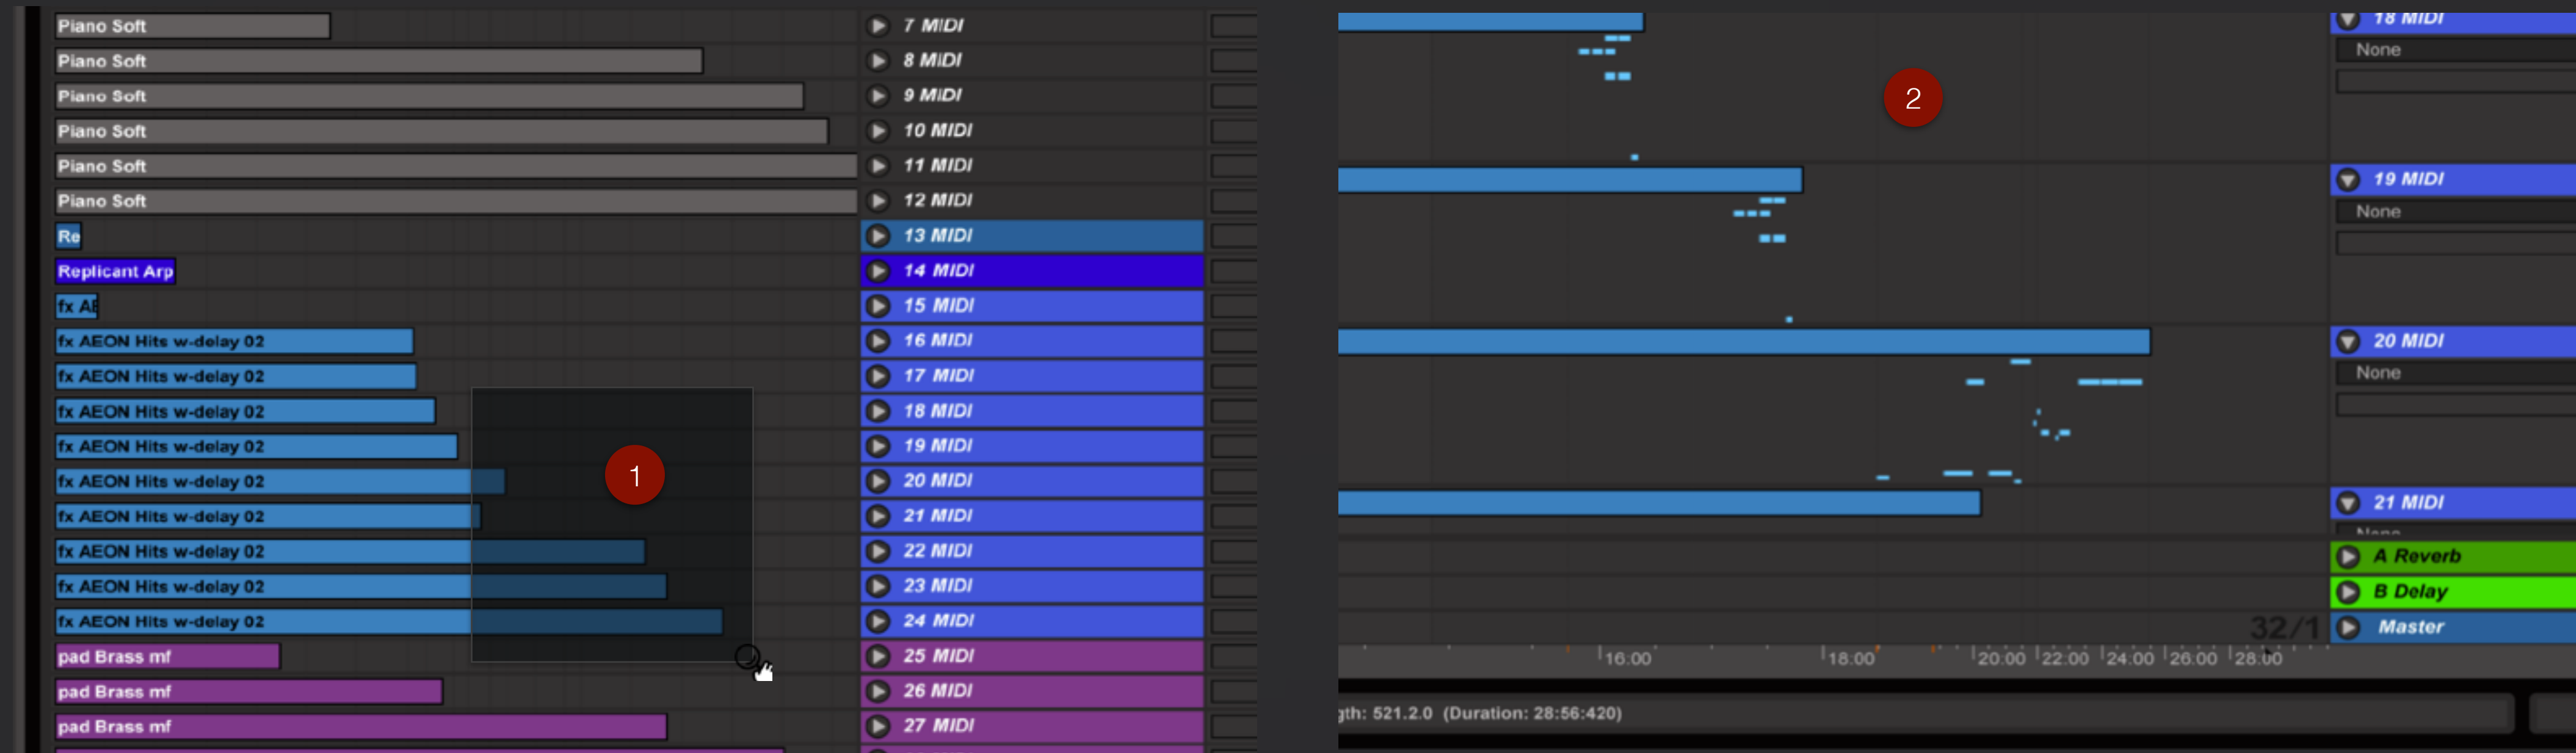 Piano Soft 7 MIDI
Piano Soft 8 MIDI
Piano Soft 9 MIDI
Piano Soft 10 MIDI
Piano Soft 11 MIDI
Piano Soft 12 MIDI
Re 13 MIDI
Replicant Arp 14 MIDI
fx AE 15 MIDI
fx AEON Hits w-delay 02 16 MIDI
fx AEON Hits w-delay 02 17 MIDI
fx AEON Hits w-delay 02 18 MIDI
fx AEON Hits w-delay 02 19 MIDI
fx AEON Hits w-delay 02 20 MIDI
fx AEON Hits w-delay 02 21 MIDI
fx AEON Hits w-delay 02 22 MIDI
fx AEON Hits w-delay 02 23 MIDI
fx AEON Hits w-delay 02 24 MIDI
pad Brass mf 25 MIDI
pad Brass mf 26 MIDI
pad Brass mf 27 MIDI
1
18 MIDI
None
2
19 MIDI
None
20 MIDI
None
21 MIDI
None
A Reverb
B Delay
32/1 Master
16:00 18:00 20:00 22:00 24:00 26:00 28:00
gth: 521.2.0 (Duration: 28:56:420)